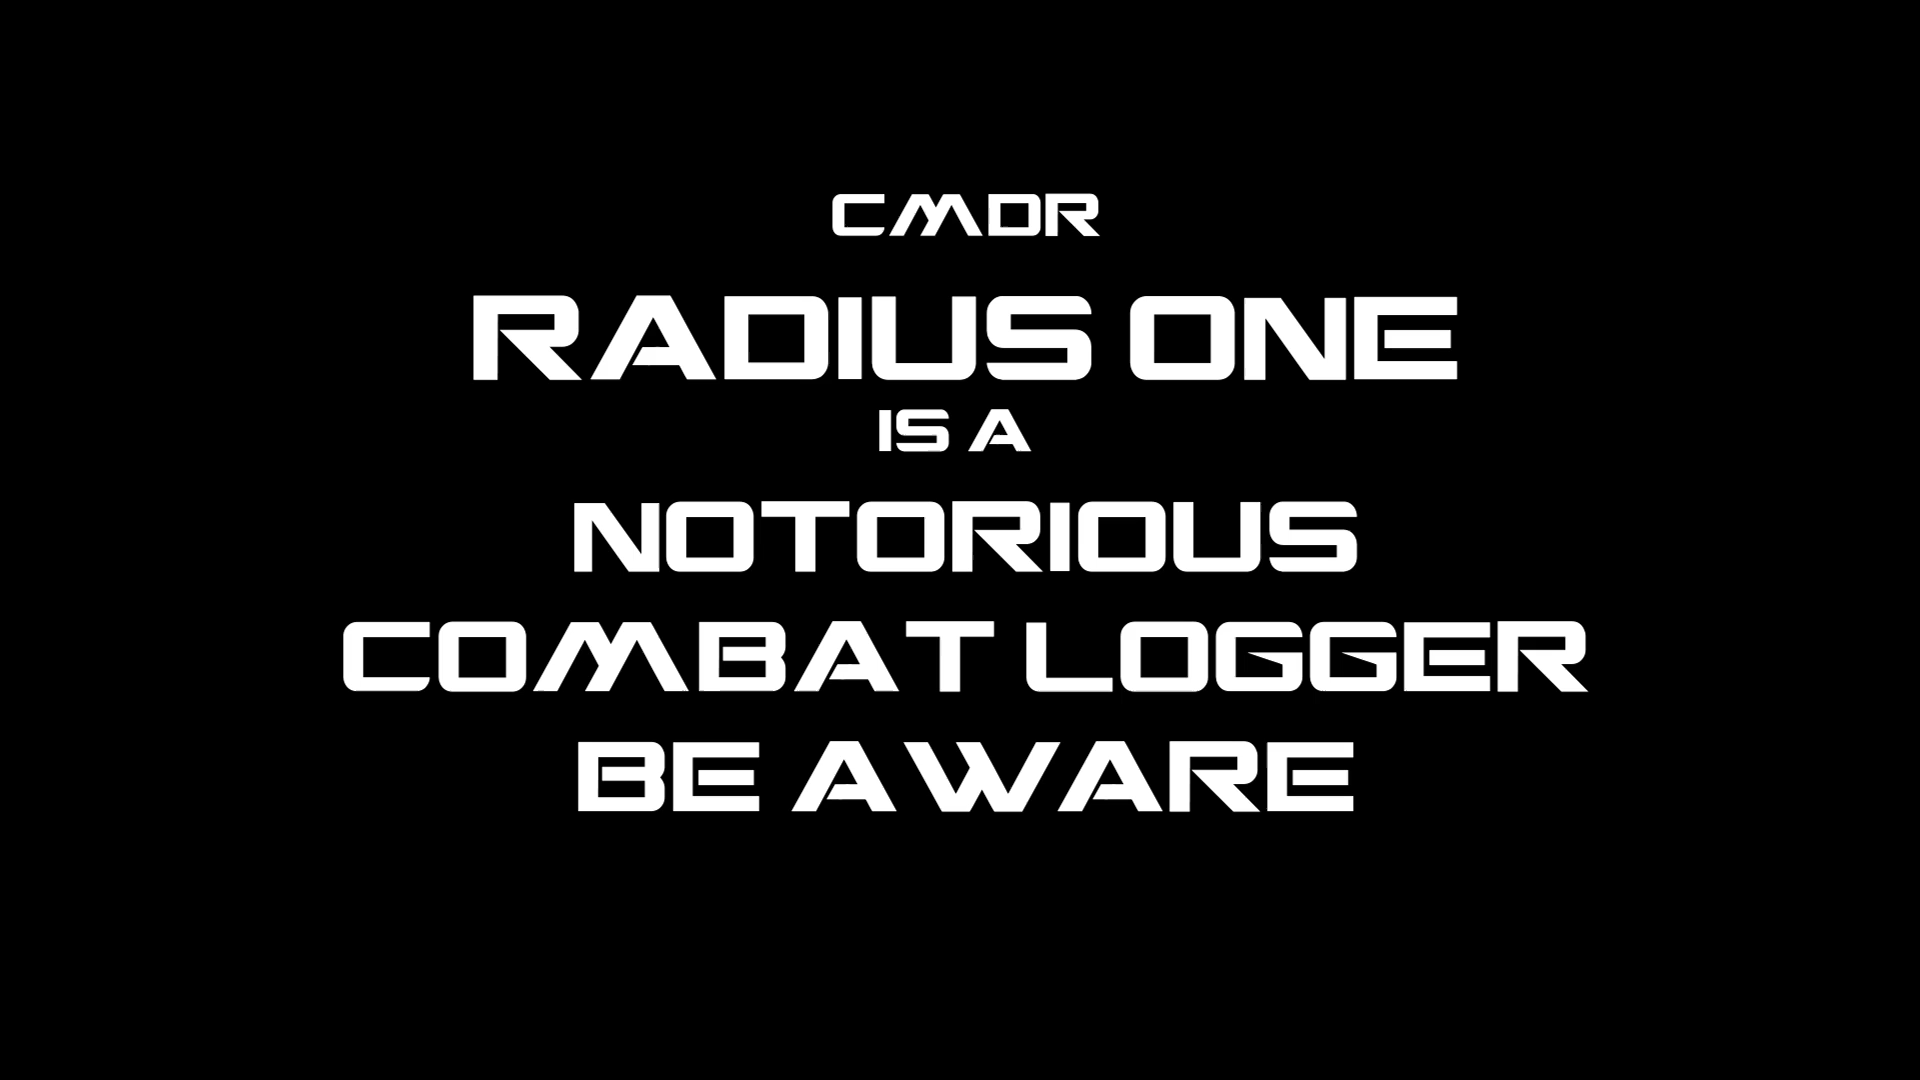 CMDR
RADIUS ONE
IS A
NOTORIOUS
COMBAT LOGGER
BE AWARE